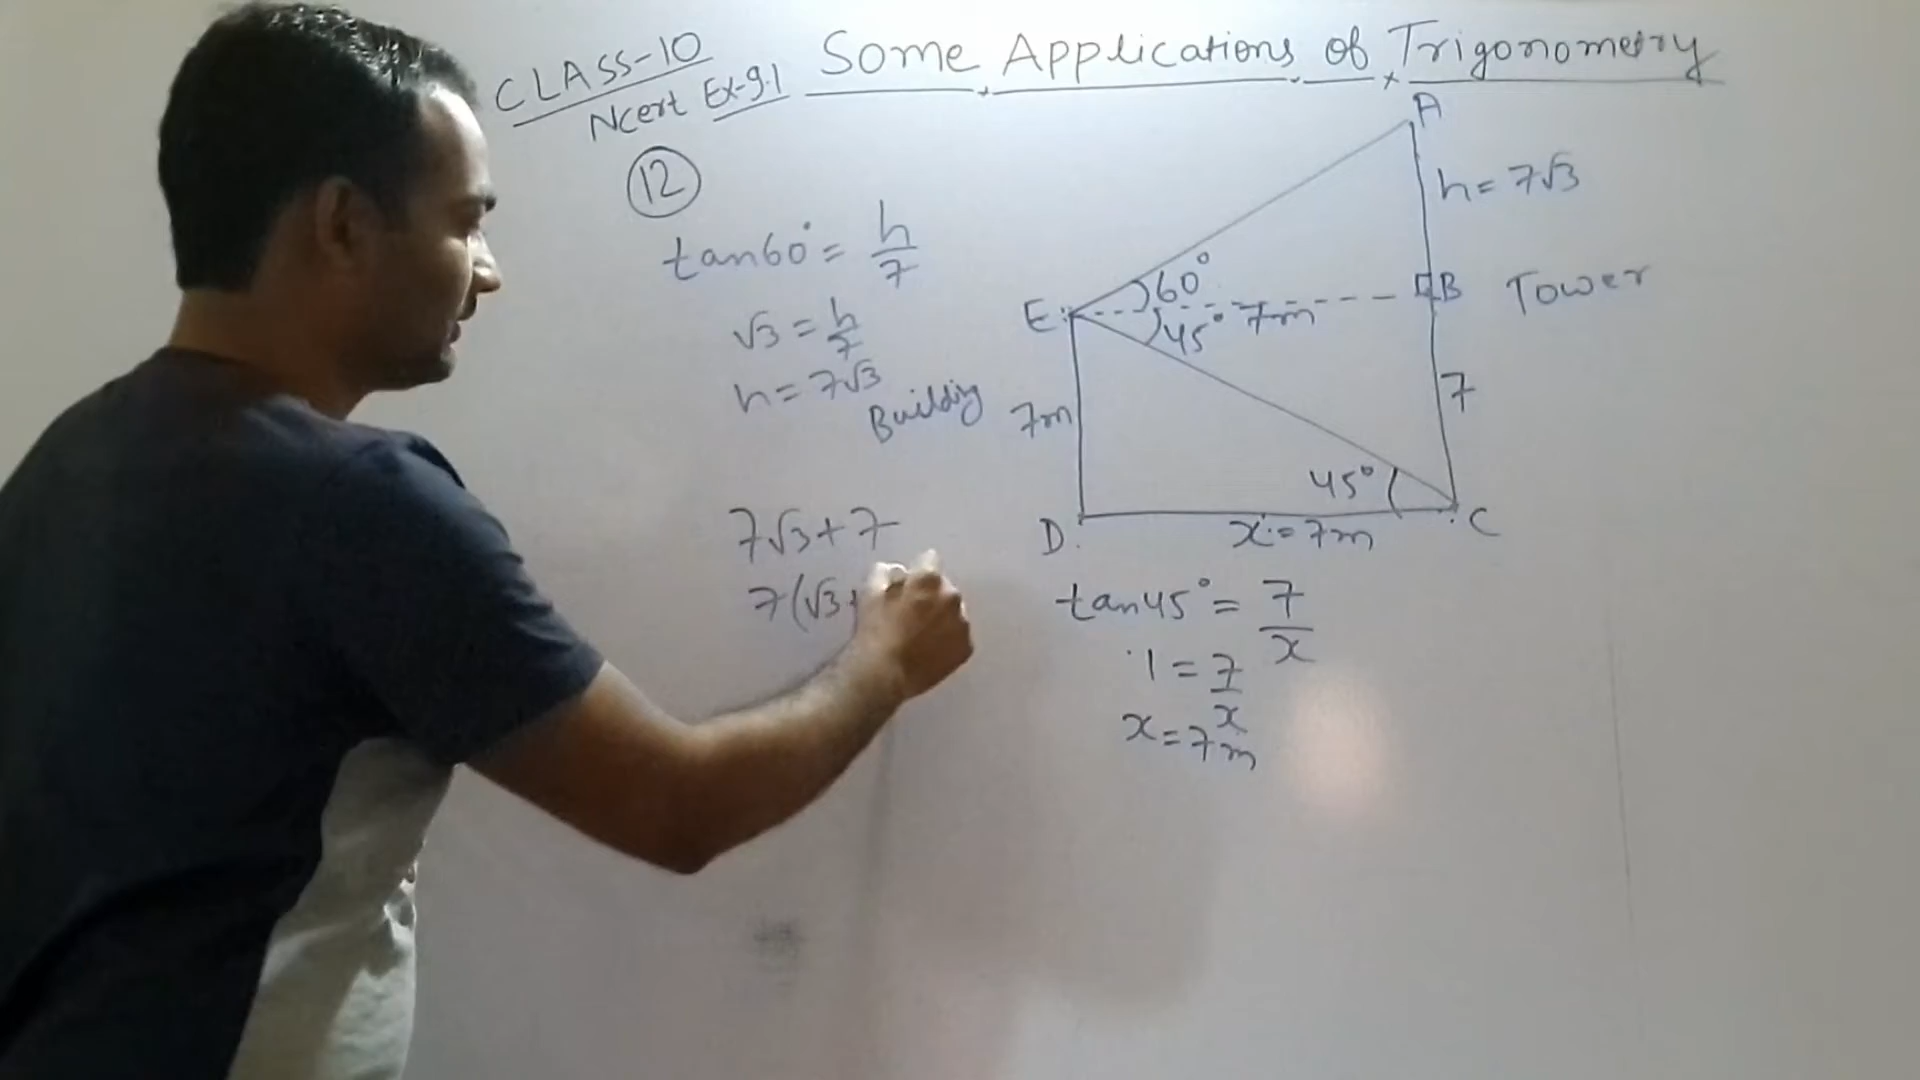 CLASS-10
Ncert Ex-9.1
Some Applications of Trigonometry
12
tan60° = h/7
√3 = h/7
h = 7√3
Building
7√3+7
7(√3+
A
h = 7√3
60°
E
B
Tower
45°
7m
7m
7
45°
D
x = 7m
C
tan45° = 7/x
1 = 7/x
x = 7m